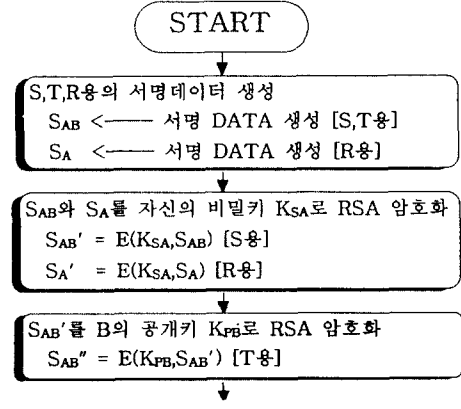 START
S,T,R용의 서명데이터 생성
SAB <―― 서명 DATA 생성 [S,T용]
SA <―― 서명 DATA 생성 [R용]
SAB와 SA를 자신의 비밀키 KSA로 RSA 암호화
SAB' = E(KSA,SAB) [S용]
SA' = E(KSA,SA) [R용]
SAB'를 B의 공개키 KPB로 RSA 암호화
SAB" = E(KPB,SAB') [T용]